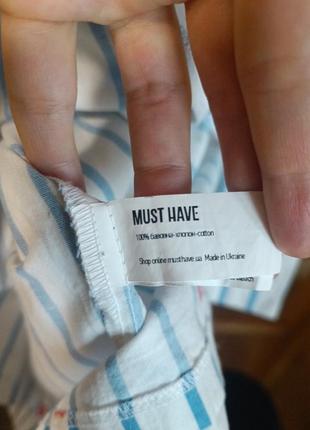 MUST HAVE
100% бавовна-хлопок-cotton
Shop online musthave.ua Made in Ukraine